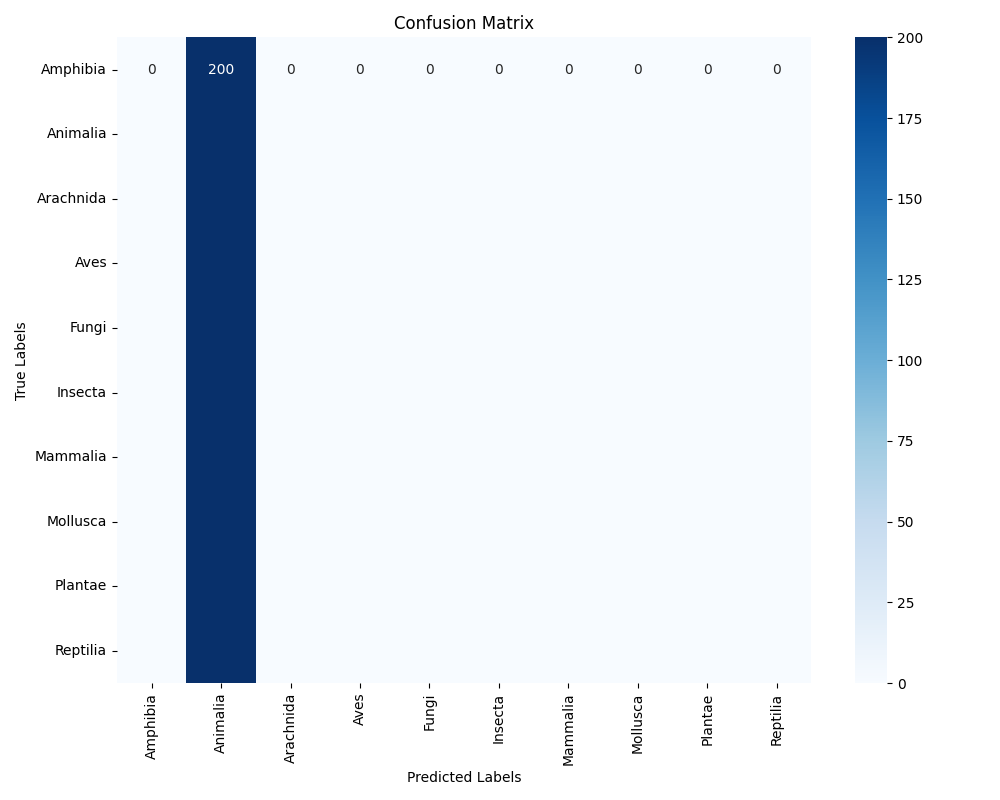 Confusion Matrix
True Labels
Amphibia 0 200 0 0 0 0 0 0 0 0
Animalia
Arachnida
Aves
Fungi
Insecta
Mammalia
Mollusca
Plantae
Reptilia
Amphibia Animalia Arachnida Aves Fungi Insecta Mammalia Mollusca Plantae Reptilia
Predicted Labels
200
175
150
125
100
75
50
25
0